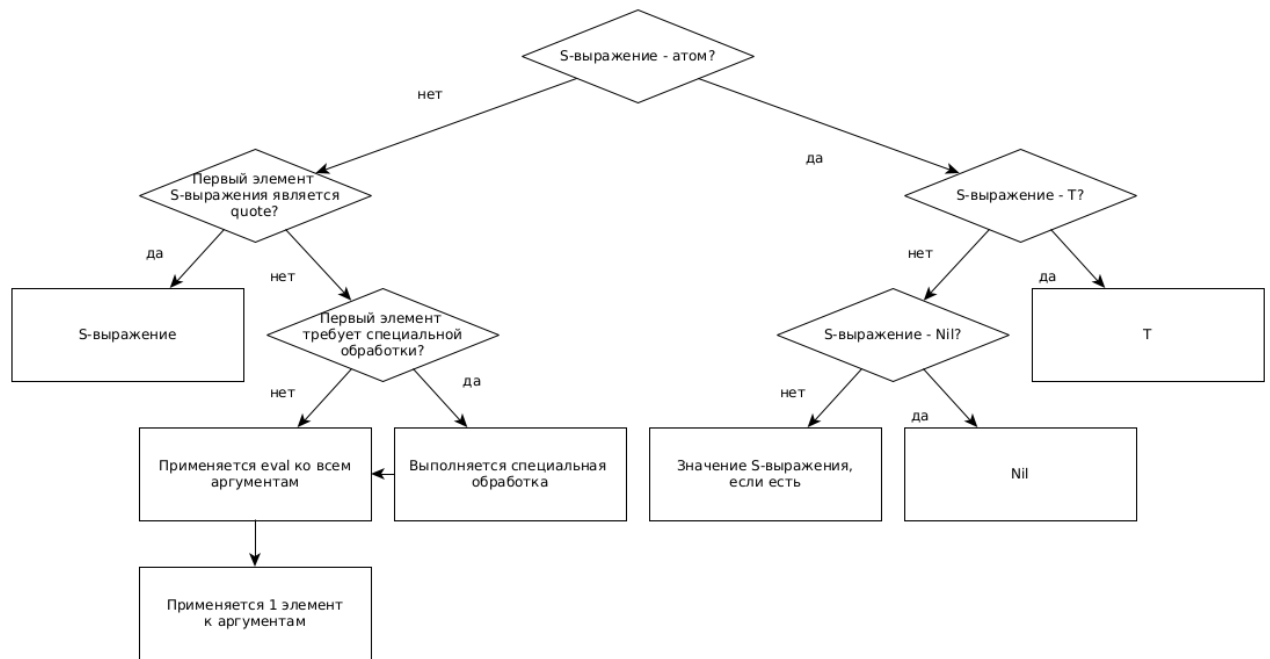 S-выражение - атом?
нет
да
Первый элемент
S-выражения является
quote?
S-выражение - T?
да
нет
нет
да
S-выражение
Первый элемент
требует специальной
обработки?
S-выражение - Nil?
T
нет
да
нет
да
Применяется eval ко всем
аргументам
Выполняется специальная
обработка
Значение S-выражения,
если есть
Nil
Применяется 1 элемент
к аргументам